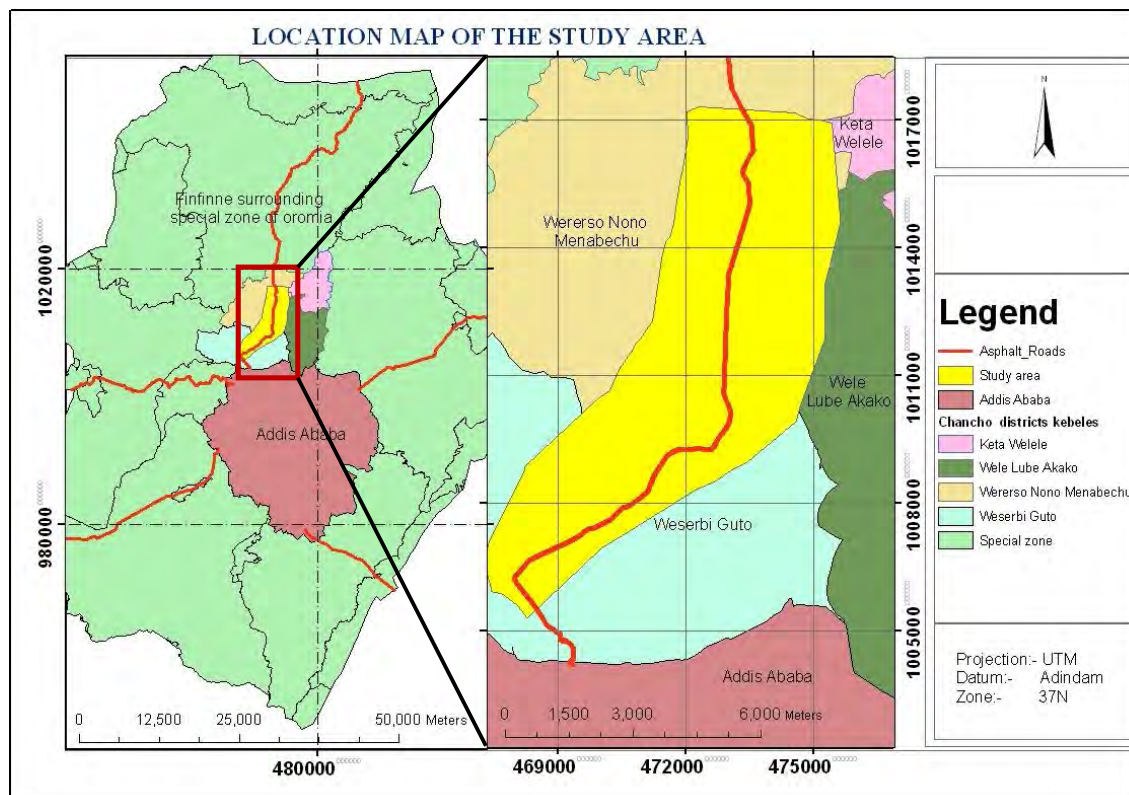 LOCATION MAP OF THE STUDY AREA
Finfinne surrounding
special zone of oromia
Addis Ababa
1020000
980000
480000
0 12,500 25,000 50,000 Meters
Keta
Welele
Wererso Nono
Menabechu
Wele
Lube Akako
Weserbi Guto
Addis Ababa
0 1,500 3,000 6,000 Meters
469000 472000 475000
1017000
1014000
1011000
1008000
1005000
N
Legend
Asphalt_Roads
Study area
Addis Ababa
Chancho districts kebeles
Keta Welele
Wele Lube Akako
Wererso Nono Menabechu
Weserbi Guto
Special zone
Projection:- UTM
Datum:- Adindam
Zone:- 37N